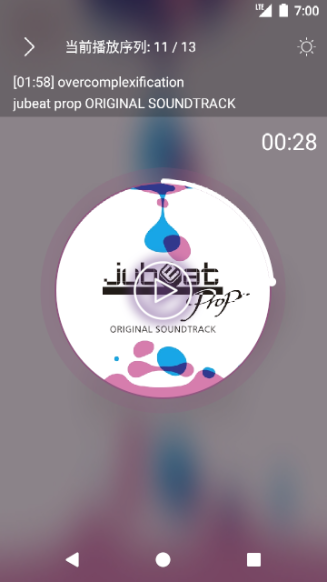 LTE 7:00
当前播放序列: 11 / 13
[01:58] overcomplexification
jubeat prop ORIGINAL SOUNDTRACK
00:28
jubeat
prop
ORIGINAL SOUNDTRACK